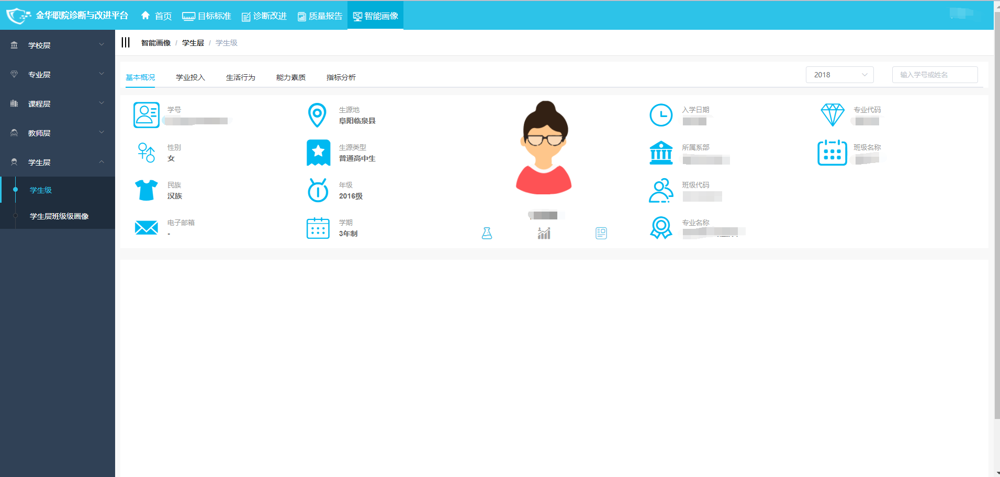 金华职院诊断与改进平台
首页
目标标准
诊断改进
质量报告
智能画像
学校层
专业层
课程层
教师层
学生层
学生级
学生层班级级画像
智能画像 / 学生层 / 学生级
基本概况
学业投入
生活行为
能力素质
指标分析
2018
输入学号或姓名
学号
性别
女
民族
汉族
电子邮箱
-
生源地
阜阳临泉县
生源类型
普通高中生
年级
2016级
学期
3年制
入学日期
所属系部
班级代码
专业名称
专业代码
班级名称